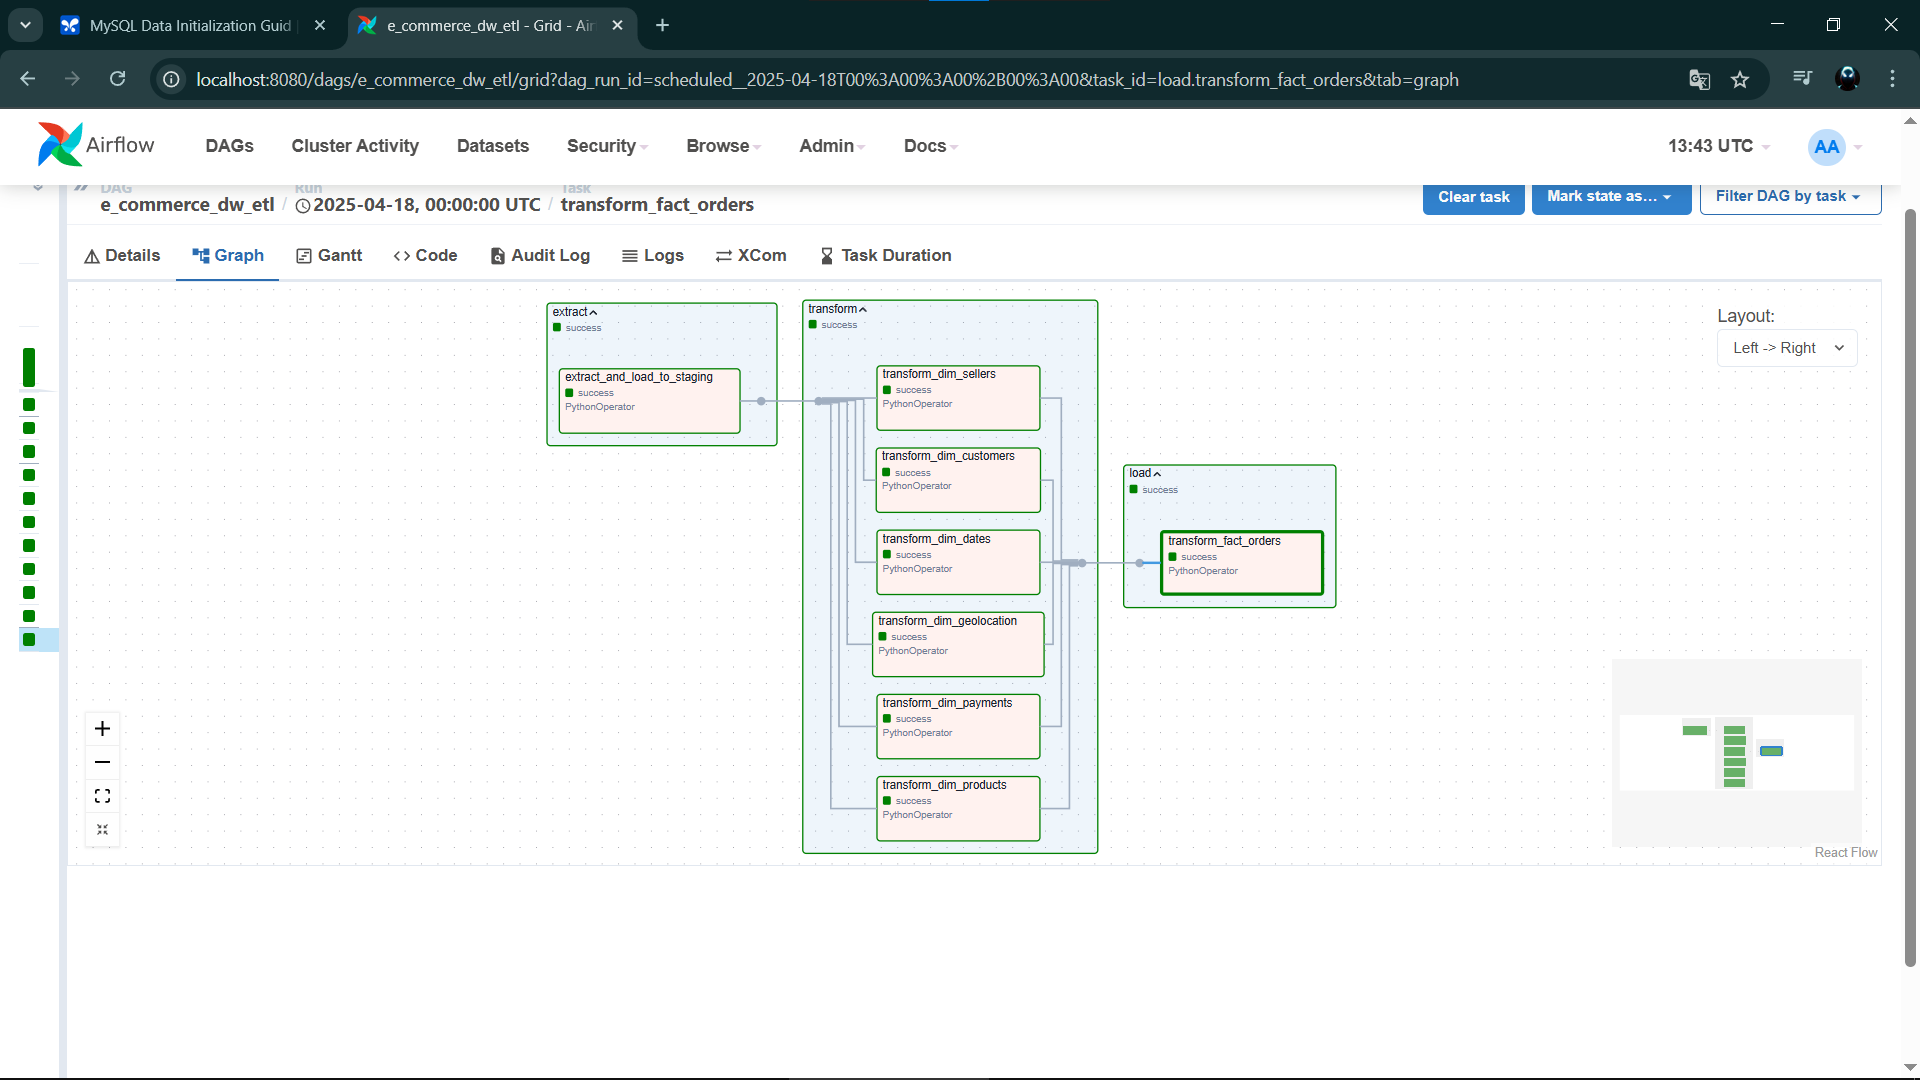 MySQL Data Initialization Guid
e_commerce_dw_etl - Grid - Air
localhost:8080/dags/e_commerce_dw_etl/grid?dag_run_id=scheduled__2025-04-18T00%3A00%3A00%2B00%3A00&task_id=load.transform_fact_orders&tab=graph
Airflow DAGs Cluster Activity Datasets Security Browse Admin Docs 13:43 UTC AA
DAG Run Task
e_commerce_dw_etl / 2025-04-18, 00:00:00 UTC / transform_fact_orders
Clear task Mark state as... Filter DAG by task
Details Graph Gantt Code Audit Log Logs XCom Task Duration
extract
success
extract_and_load_to_staging
success
PythonOperator
transform
success
transform_dim_sellers
success
PythonOperator
transform_dim_customers
success
PythonOperator
transform_dim_dates
success
PythonOperator
transform_dim_geolocation
success
PythonOperator
transform_dim_payments
success
PythonOperator
transform_dim_products
success
PythonOperator
load
success
transform_fact_orders
success
PythonOperator
Layout:
Left -> Right
React Flow